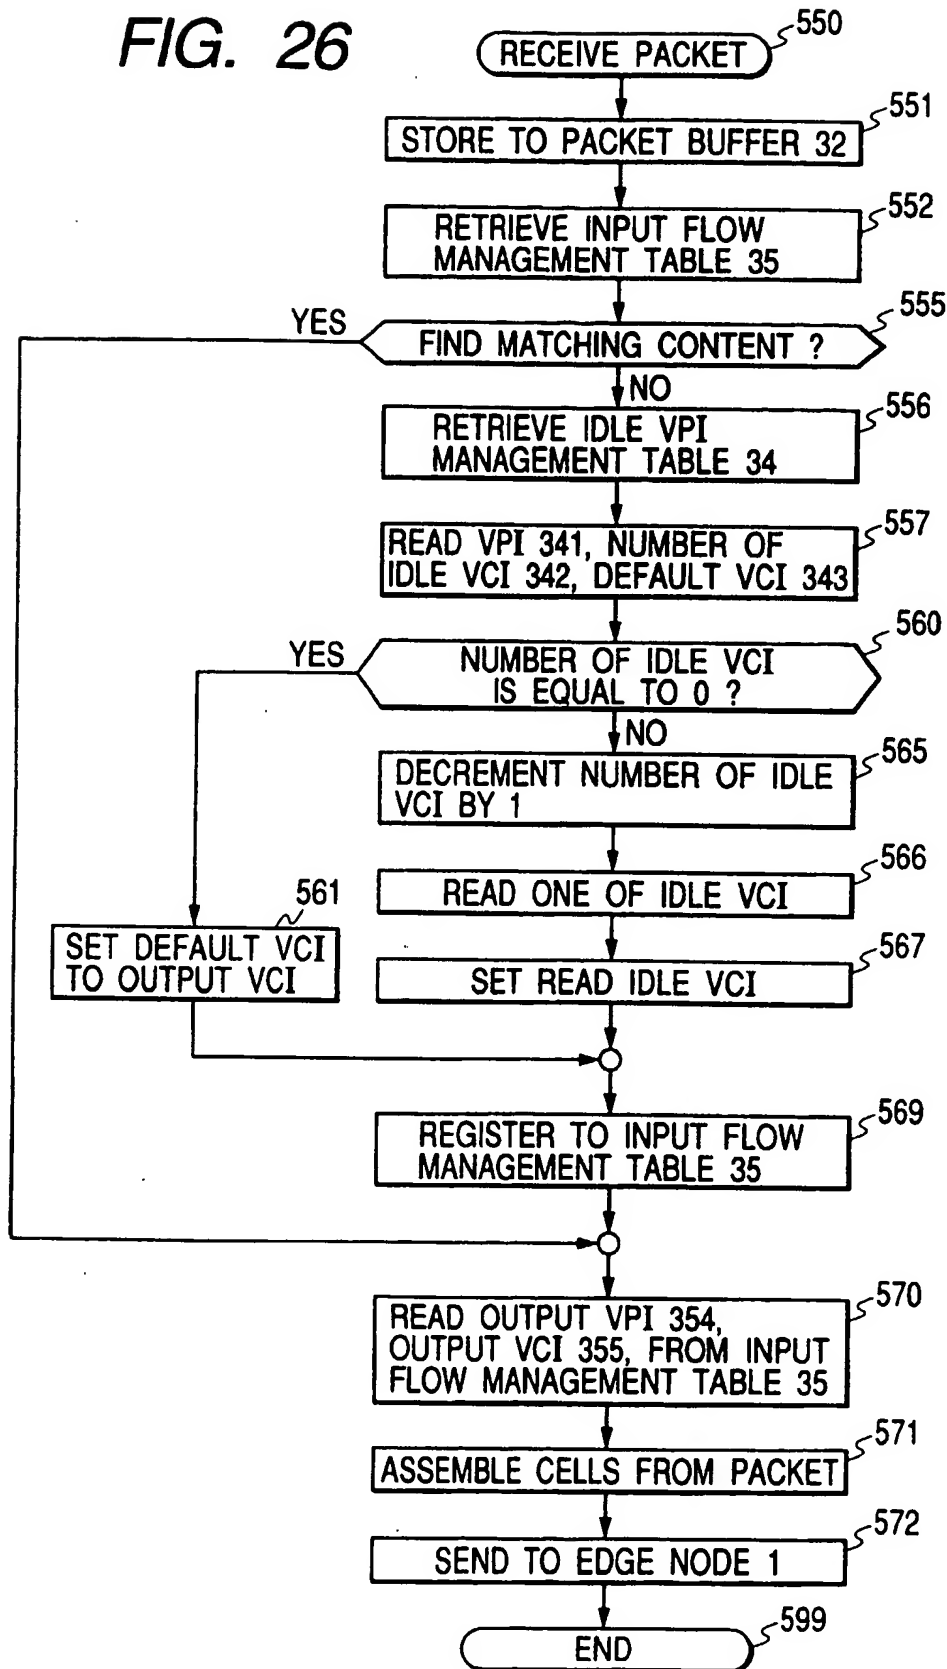 FIG. 26
550
RECEIVE PACKET
551
STORE TO PACKET BUFFER 32
552
RETRIEVE INPUT FLOW
MANAGEMENT TABLE 35
555
YES
FIND MATCHING CONTENT ?
NO
556
RETRIEVE IDLE VPI
MANAGEMENT TABLE 34
557
READ VPI 341, NUMBER OF
IDLE VCI 342, DEFAULT VCI 343
560
YES
NUMBER OF IDLE VCI
IS EQUAL TO 0 ?
NO
565
DECREMENT NUMBER OF IDLE
VCI BY 1
566
READ ONE OF IDLE VCI
561
SET DEFAULT VCI
TO OUTPUT VCI
567
SET READ IDLE VCI
569
REGISTER TO INPUT FLOW
MANAGEMENT TABLE 35
570
READ OUTPUT VPI 354,
OUTPUT VCI 355, FROM INPUT
FLOW MANAGEMENT TABLE 35
571
ASSEMBLE CELLS FROM PACKET
572
SEND TO EDGE NODE 1
599
END